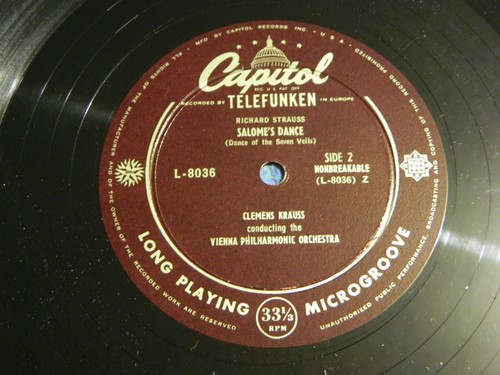 MFD BY CAPITOL RECORDS INC. • U • S • A •
Capitol
REG. U.S. PAT. OFF.
RECORDED BY TELEFUNKEN IN EUROPE
RICHARD STRAUSS
SALOME'S DANCE
(Dance of the Seven Veils)
L-8036
SIDE 2
NONBREAKABLE
(L-8036) Z
CLEMENS KRAUSS
conducting the
VIENNA PHILHARMONIC ORCHESTRA
LONG PLAYING 33⅓ RPM MICROGROOVE
ALL RIGHTS OF THE MANUFACTURER AND OF THE OWNER OF THE RECORDED WORK ARE RESERVED
UNAUTHORIZED PUBLIC PERFORMANCE BROADCASTING AND COPYING OF THIS RECORD PROHIBITED